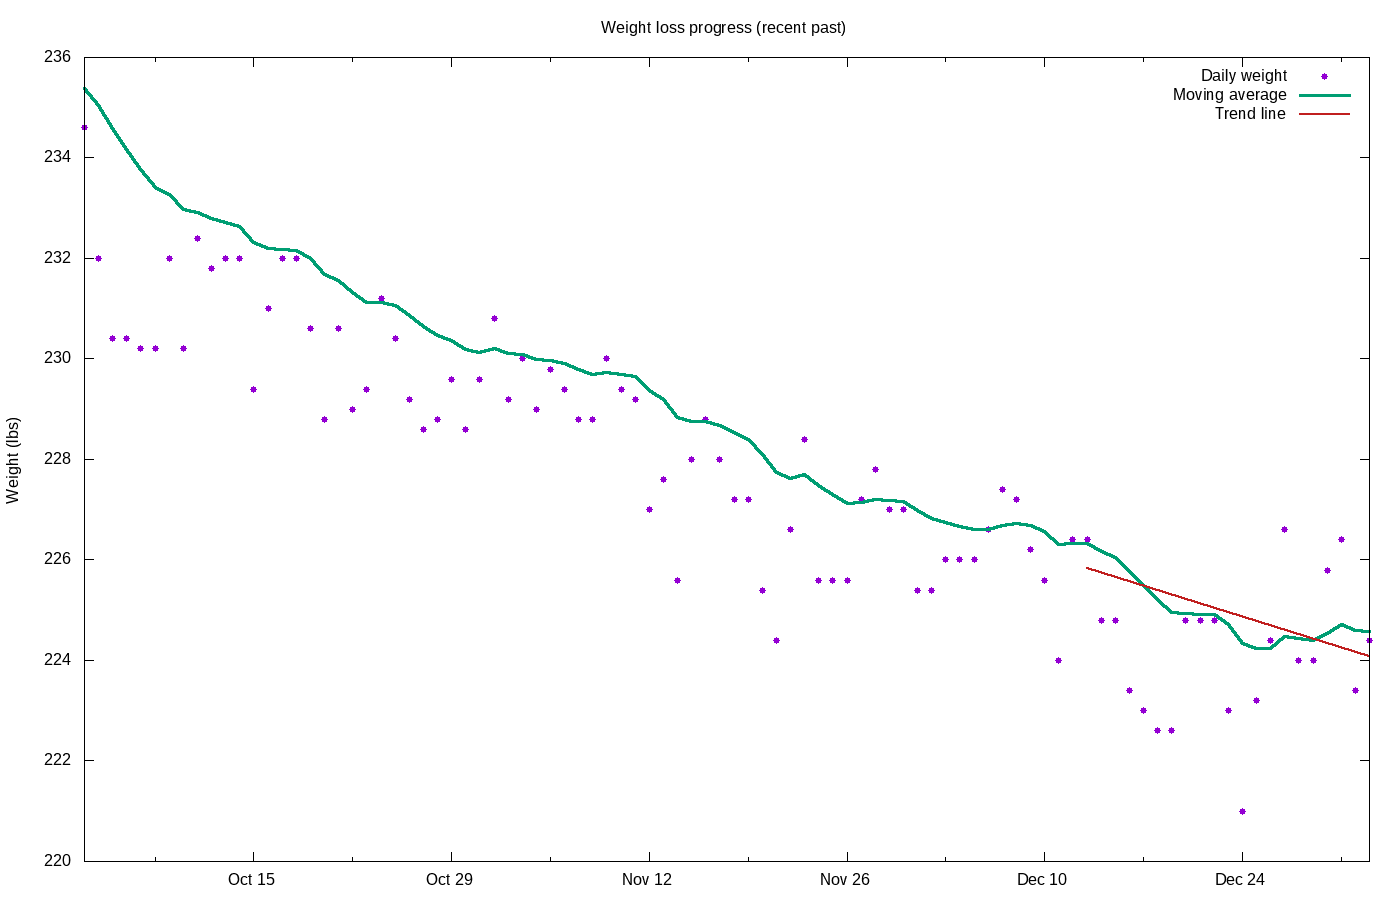 Weight loss progress (recent past)
Daily weight
Moving average
Trend line
Weight (lbs)
236
234
232
230
228
226
224
222
220
Oct 15 Oct 29 Nov 12 Nov 26 Dec 10 Dec 24